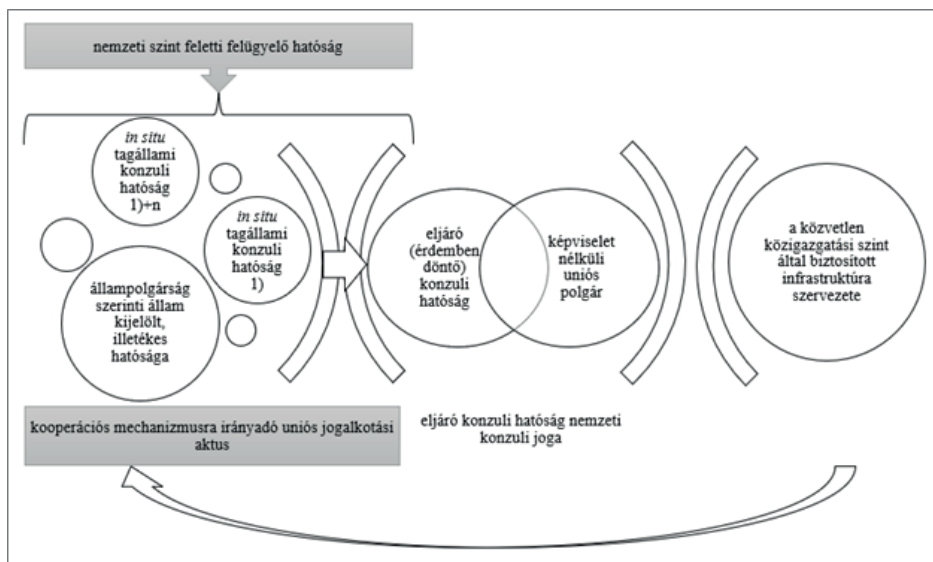 nemzeti szint feletti felügyelő hatóság
in situ
tagállami
konzuli
hatóság
1)+n
in situ
tagállami
konzuli
hatóság
1)
állampolgárság
szerinti állam
kijelölt,
illetékes
hatósága
eljáró
(érdemben
döntő)
konzuli
hatóság
képviselet
nélküli
uniós
polgár
a közvetlen
közigazgatási szint
által biztosított
infrastruktúra
szervezete
kooperációs mechanizmusra irányadó uniós jogalkotási
aktus
eljáró konzuli hatóság nemzeti
konzuli joga